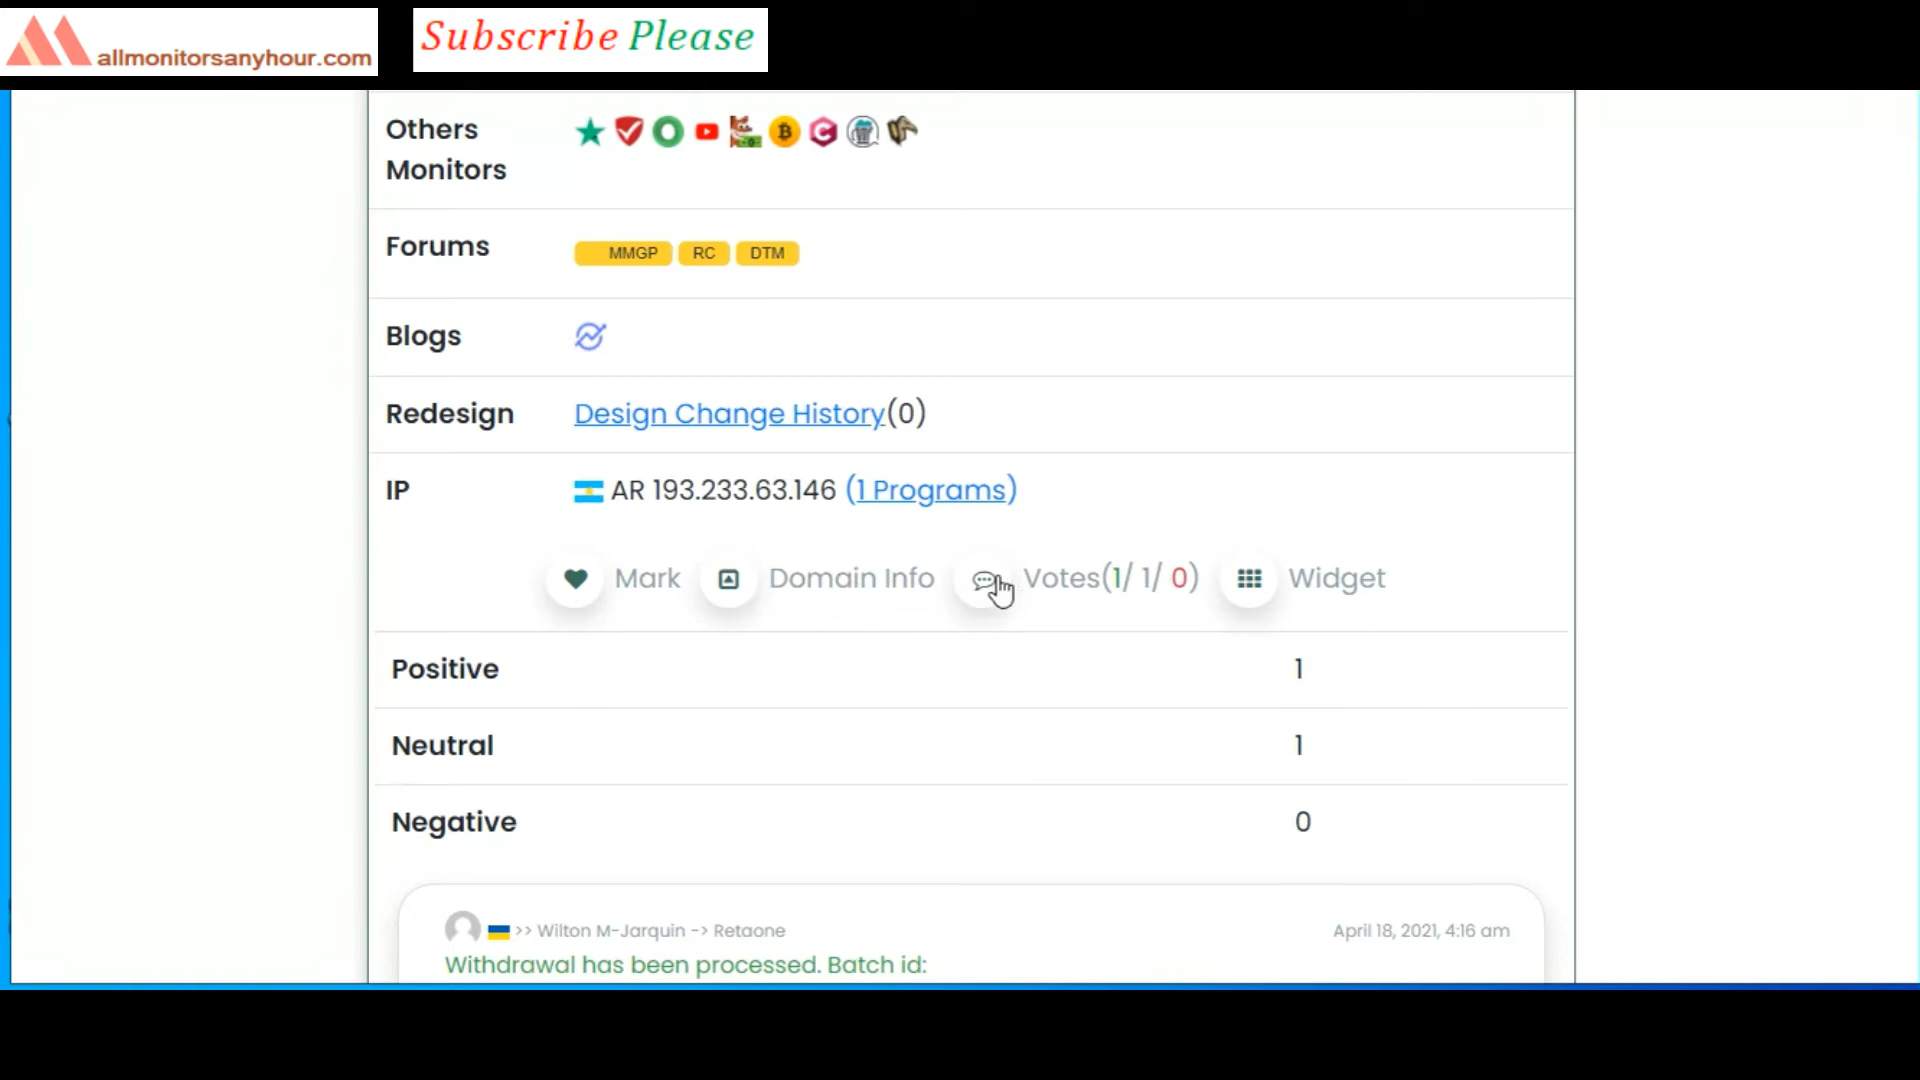 allmonitorsanyhour.com
Subscribe Please
Others
Monitors
Forums
MMGP RC DTM
Blogs
Redesign Design Change History(0)
IP AR 193.233.63.146 (1 Programs)
Mark Domain Info Votes(1/ 1/ 0) Widget
Positive 1
Neutral 1
Negative 0
>> Wilton M-Jarquin -> Retaone April 18, 2021, 4:16 am
Withdrawal has been processed. Batch id: